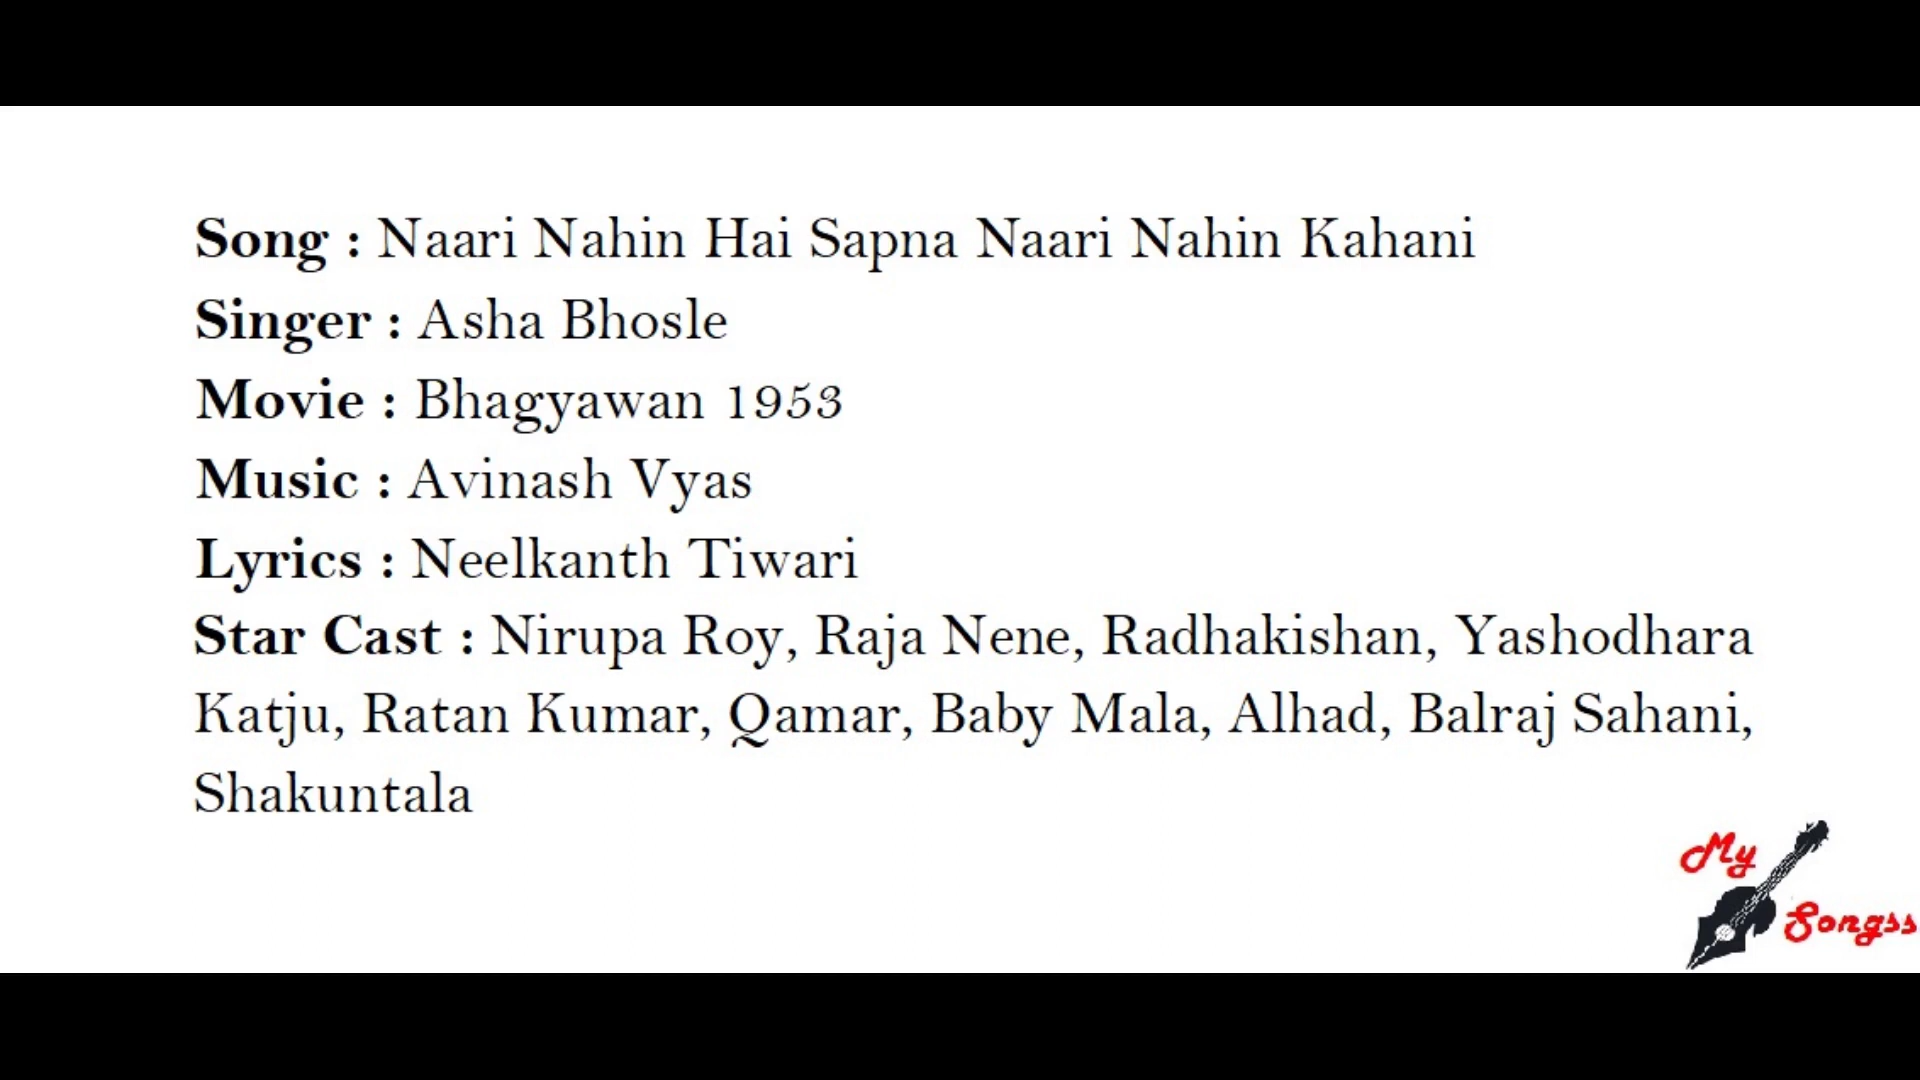 Song : Naari Nahin Hai Sapna Naari Nahin Kahani
Singer : Asha Bhosle
Movie : Bhagyawan 1953
Music : Avinash Vyas
Lyrics : Neelkanth Tiwari
Star Cast : Nirupa Roy, Raja Nene, Radhakishan, Yashodhara
Katju, Ratan Kumar, Qamar, Baby Mala, Alhad, Balraj Sahani,
Shakuntala
My
Songss